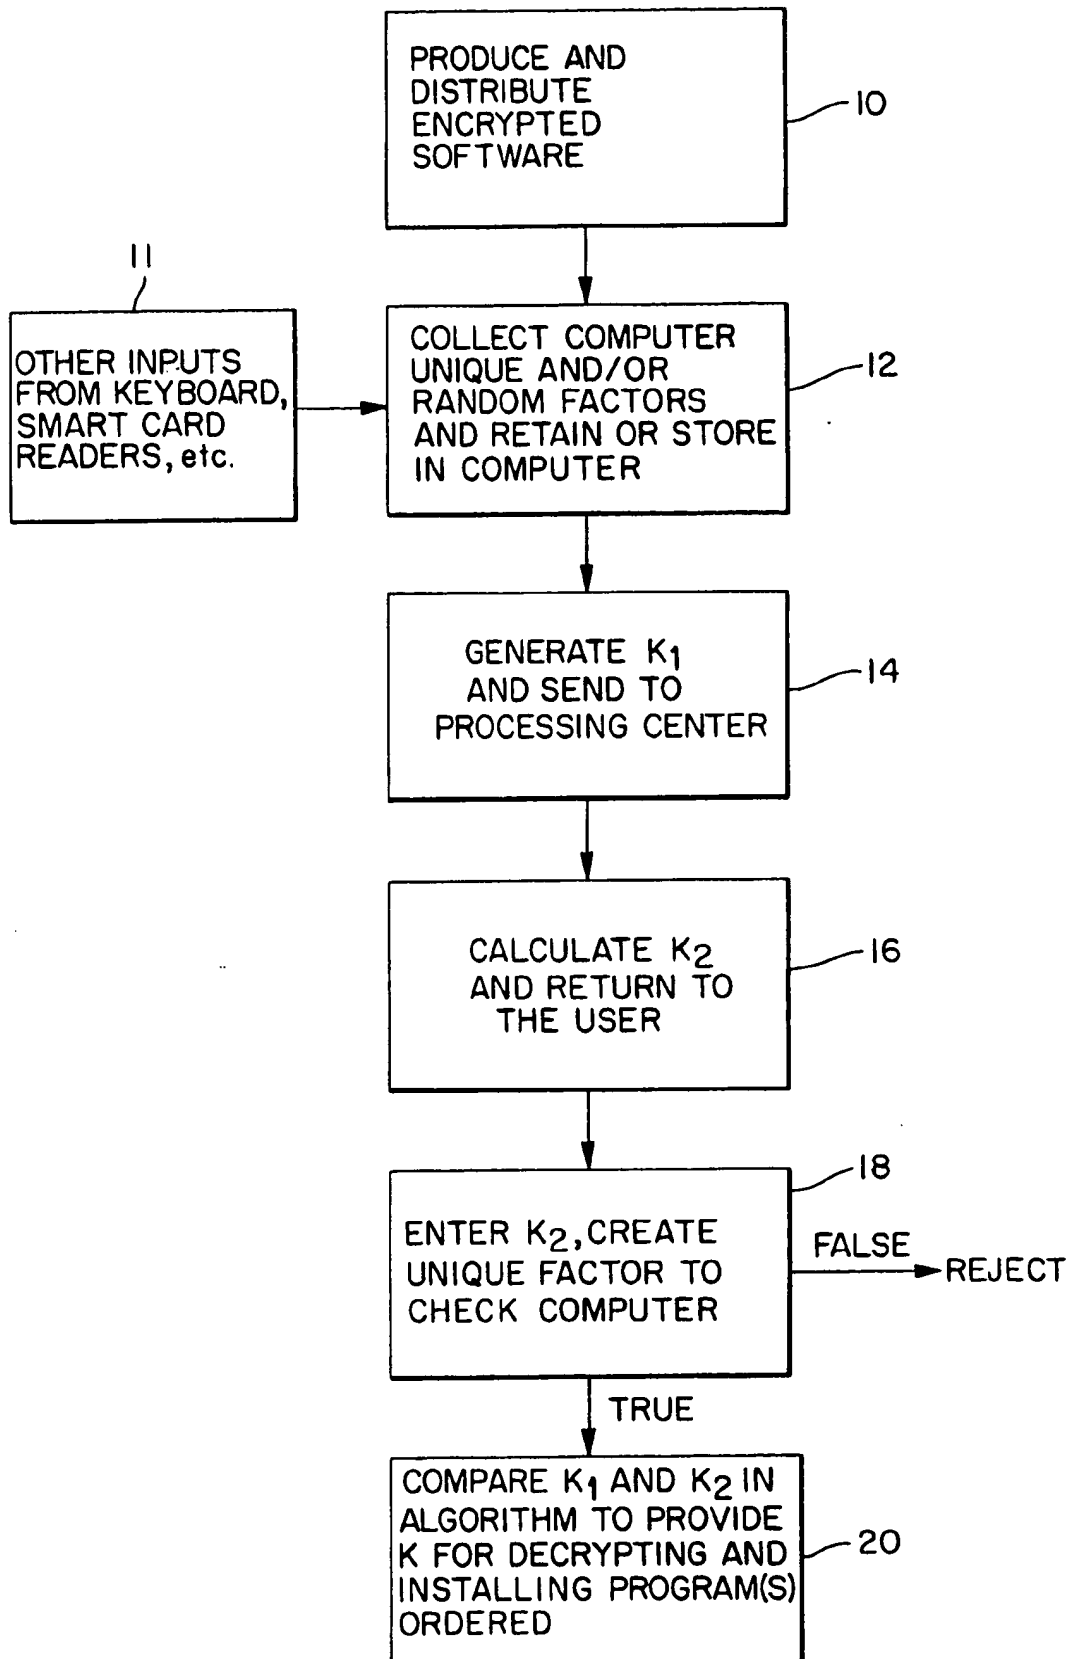 PRODUCE AND
DISTRIBUTE
ENCRYPTED
SOFTWARE
10
11
OTHER INPUTS
FROM KEYBOARD,
SMART CARD
READERS, etc.
COLLECT COMPUTER
UNIQUE AND/OR
RANDOM FACTORS
AND RETAIN OR STORE
IN COMPUTER
12
GENERATE K1
AND SEND TO
PROCESSING CENTER
14
CALCULATE K2
AND RETURN TO
THE USER
16
18
ENTER K2, CREATE
UNIQUE FACTOR TO
CHECK COMPUTER
FALSE
REJECT
TRUE
COMPARE K1 AND K2 IN
ALGORITHM TO PROVIDE
K FOR DECRYPTING AND
INSTALLING PROGRAM(S)
ORDERED
20